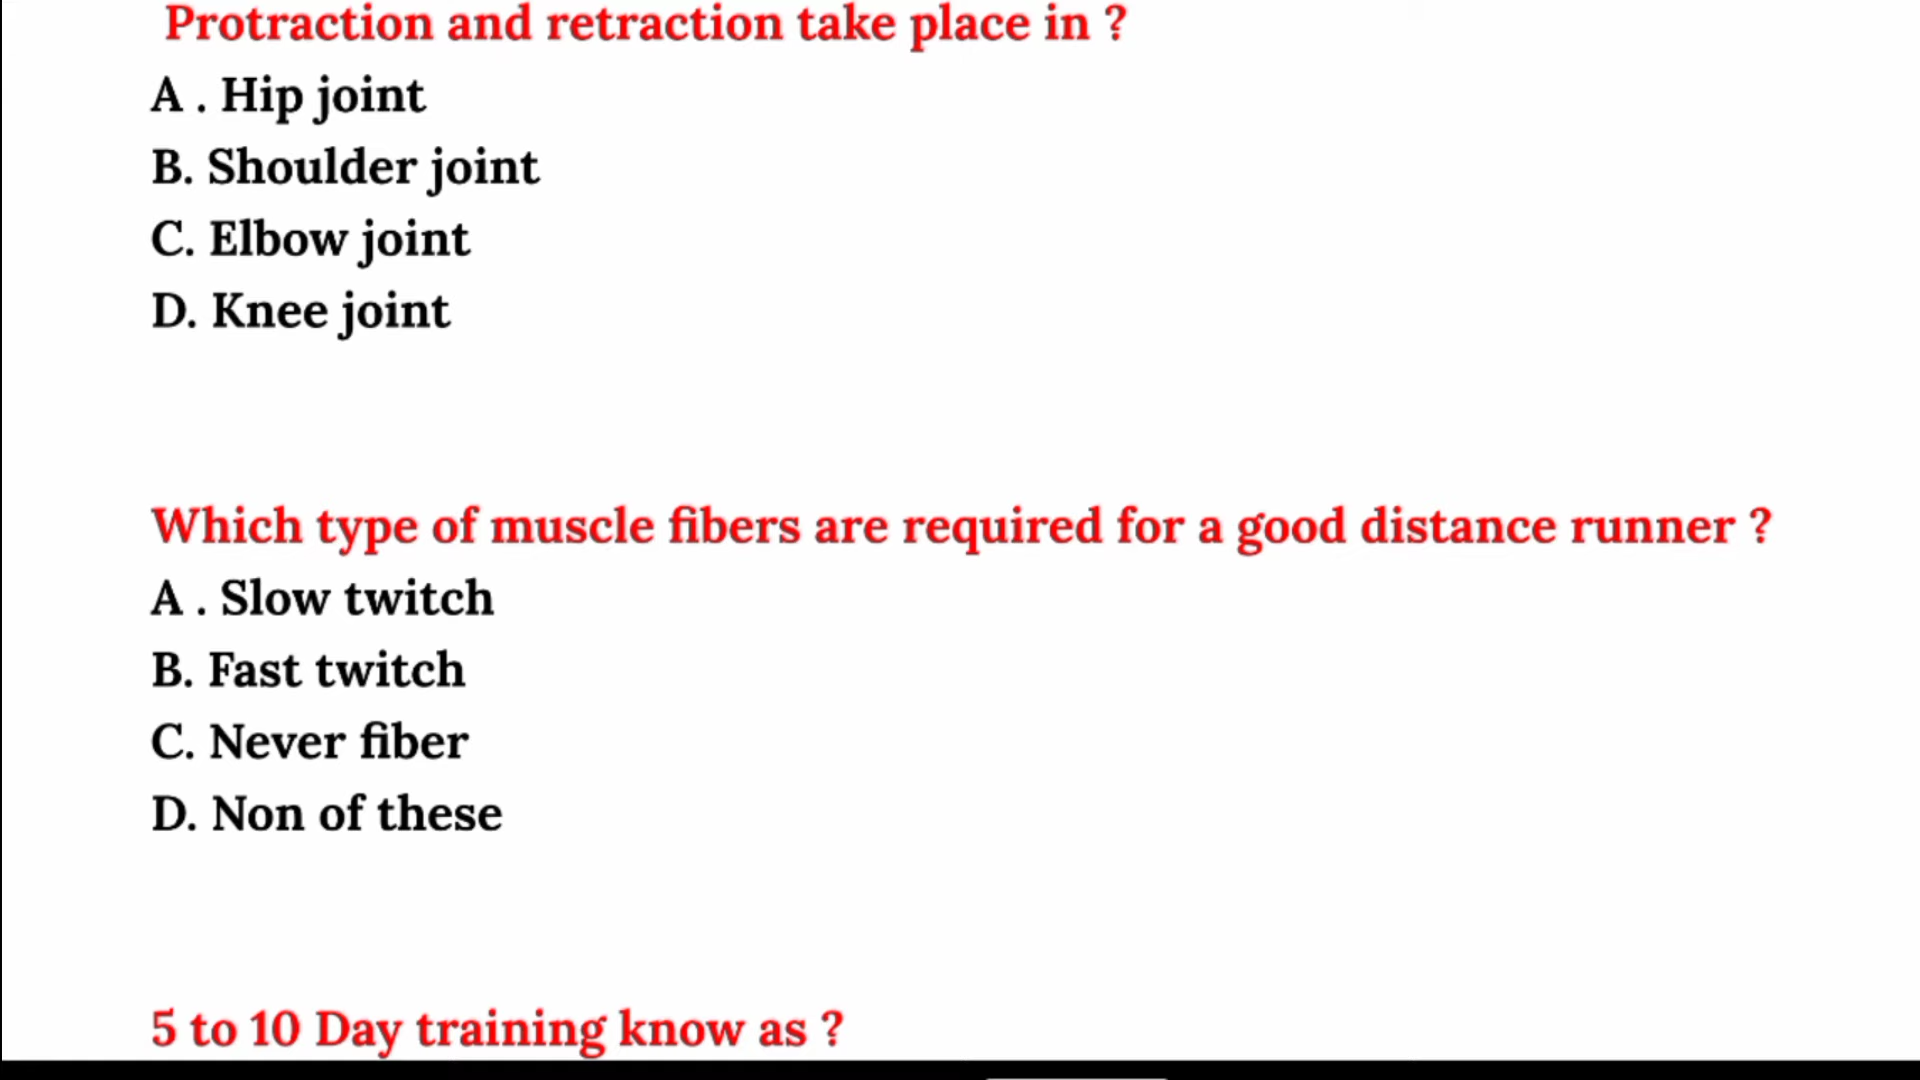 Protraction and retraction take place in ?
A . Hip joint
B. Shoulder joint
C. Elbow joint
D. Knee joint
Which type of muscle fibers are required for a good distance runner ?
A . Slow twitch
B. Fast twitch
C. Never fiber
D. Non of these
5 to 10 Day training know as ?